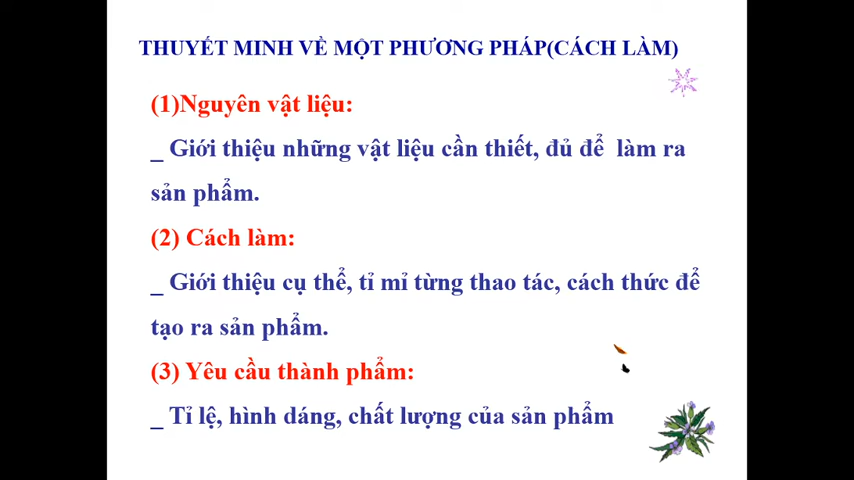 THUYẾT MINH VỀ MỘT PHƯƠNG PHÁP(CÁCH LÀM)
(1)Nguyên vật liệu:
_ Giới thiệu những vật liệu cần thiết, đủ để làm ra
sản phẩm.
(2) Cách làm:
_ Giới thiệu cụ thể, tỉ mỉ từng thao tác, cách thức để
tạo ra sản phẩm.
(3) Yêu cầu thành phẩm:
_ Tỉ lệ, hình dáng, chất lượng của sản phẩm